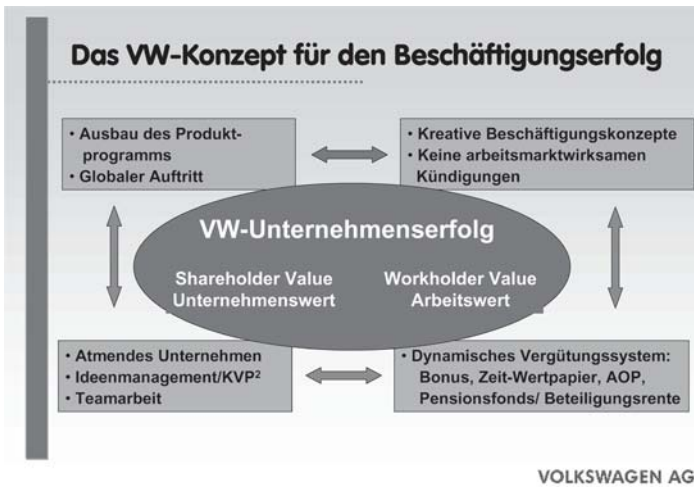 Das VW-Konzept für den Beschäftigungserfolg
• Ausbau des Produkt-
programms
• Globaler Auftritt
• Kreative Beschäftigungskonzepte
• Keine arbeitsmarktwirksamen
Kündigungen
VW-Unternehmenserfolg
Shareholder Value
Unternehmenswert
Workholder Value
Arbeitswert
• Atmendes Unternehmen
• Ideenmanagement/KVP²
• Teamarbeit
• Dynamisches Vergütungssystem:
Bonus, Zeit-Wertpapier, AOP,
Pensionsfonds/ Beteiligungsrente
VOLKSWAGEN AG